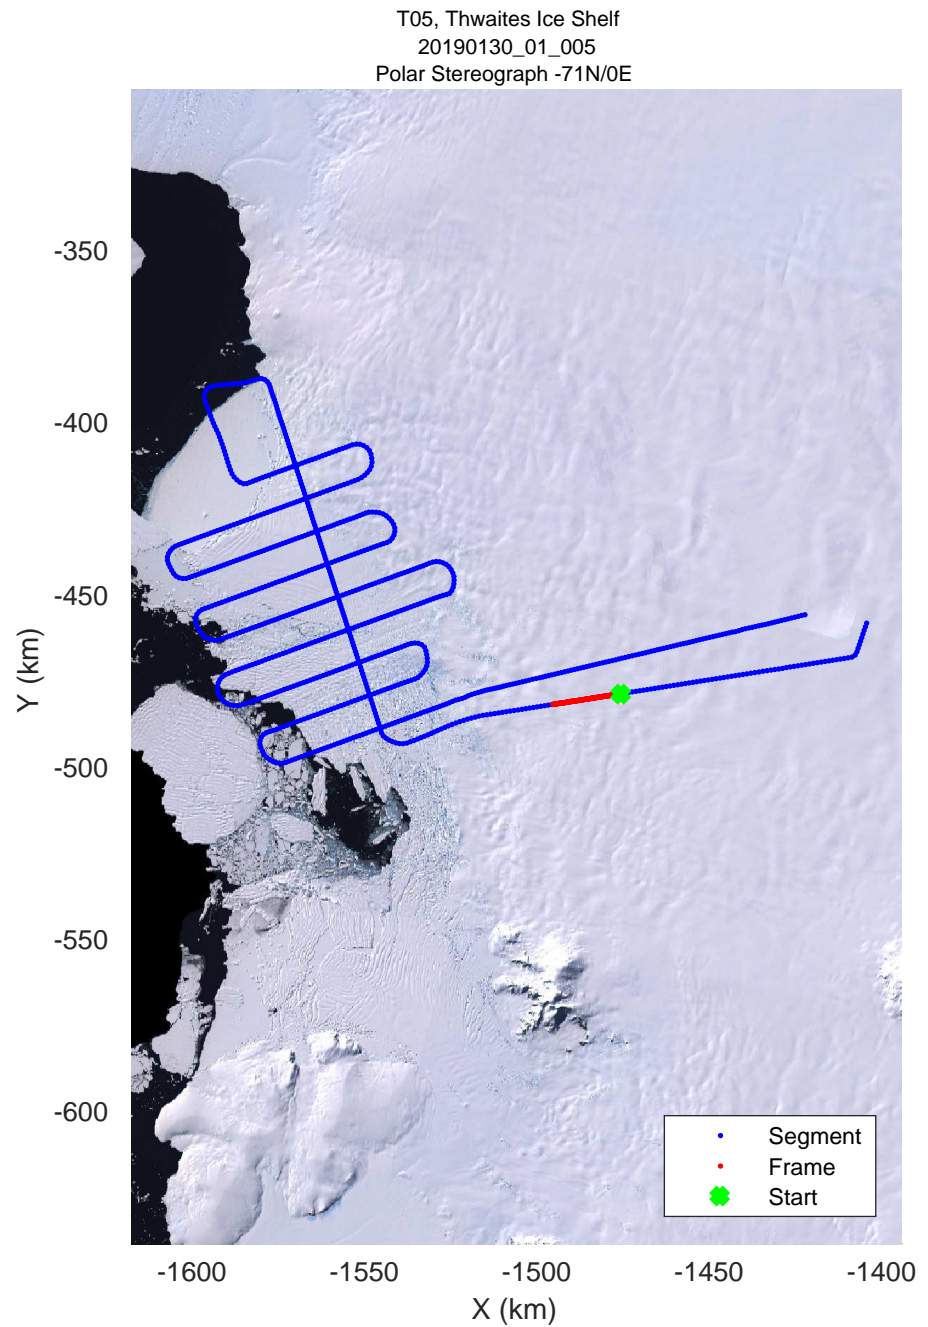 T05, Thwaites Ice Shelf
20190130_01_005
Polar Stereograph -71N/0E
-350
-400
-450
-500
-550
-600
Y (km)
-1600
-1550
-1500
-1450
-1400
X (km)
Segment
Frame
Start